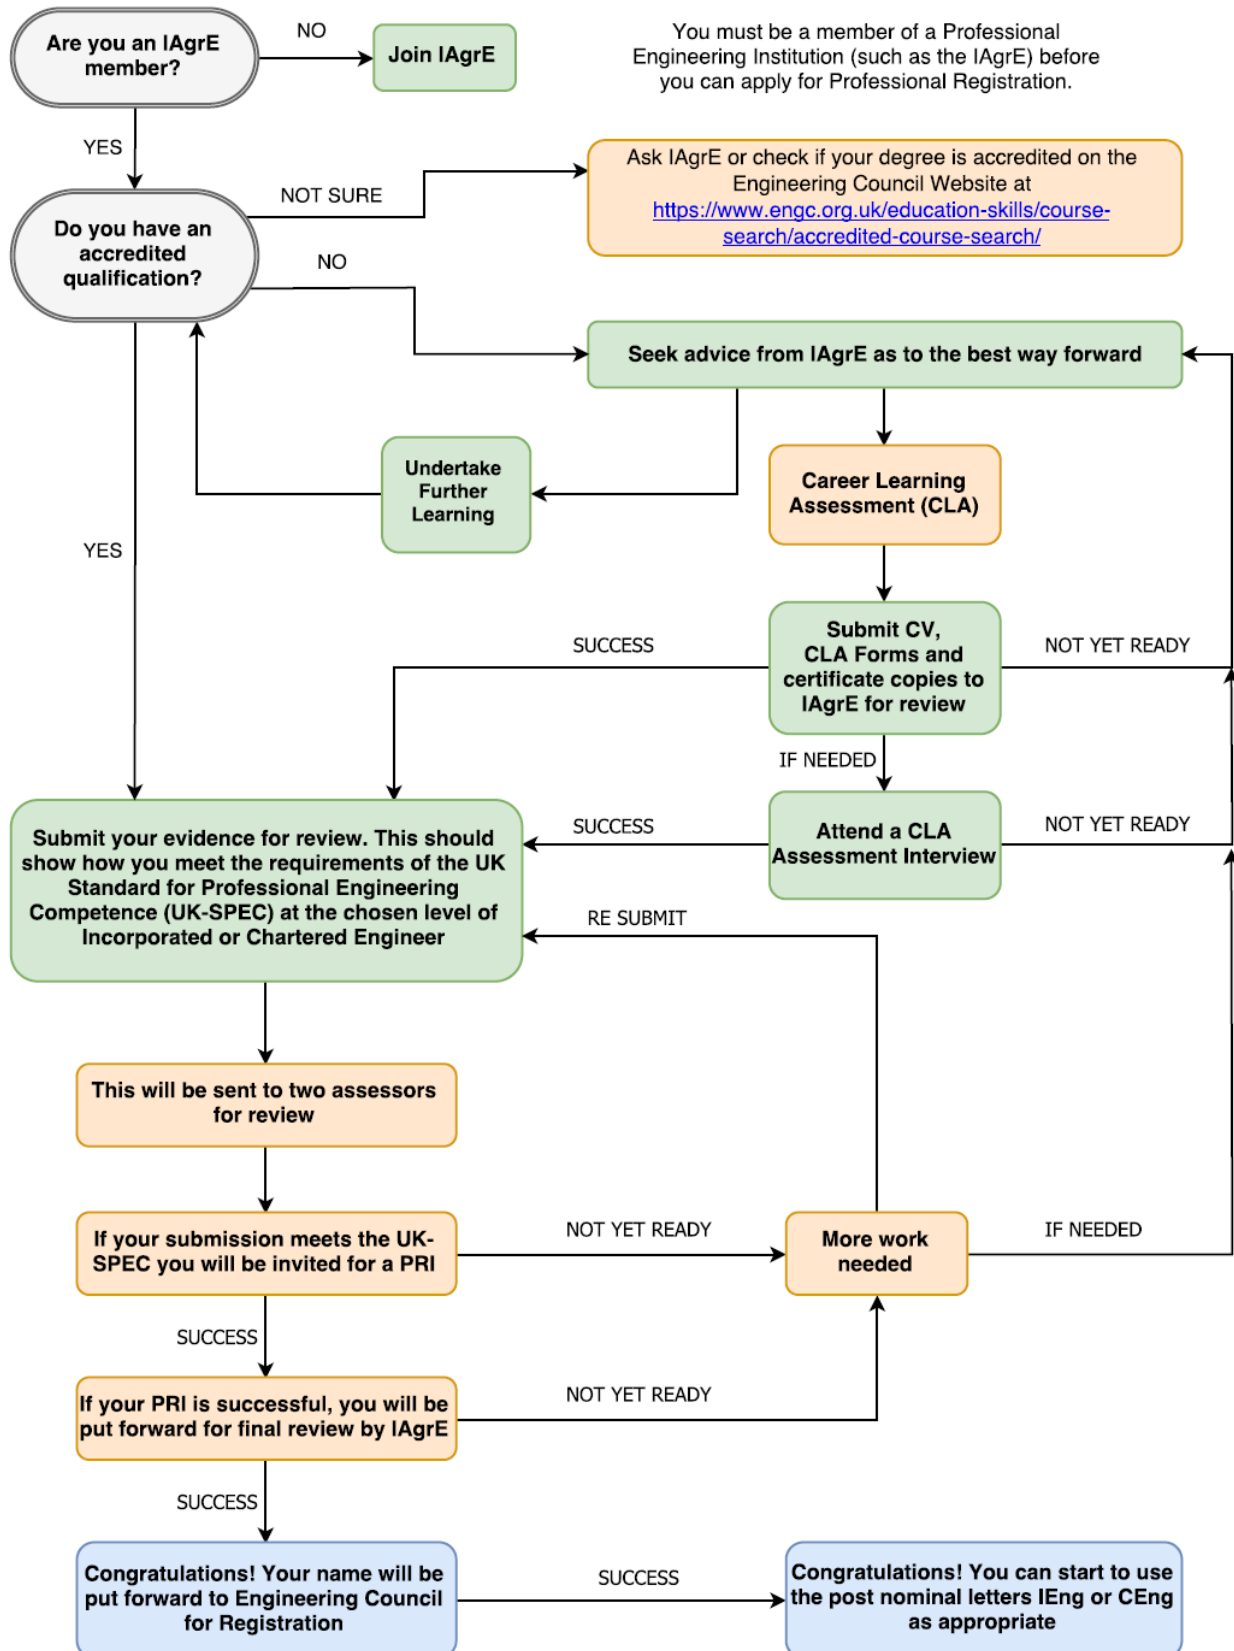 Are you an IAgrE
member?
NO
Join IAgrE
You must be a member of a Professional
Engineering Institution (such as the IAgrE) before
you can apply for Professional Registration.
YES
Ask IAgrE or check if your degree is accredited on the
Engineering Council Website at
https://www.engc.org.uk/education-skills/course-
search/accredited-course-search/
NOT SURE
Do you have an
accredited
qualification?
NO
Seek advice from IAgrE as to the best way forward
Undertake
Further
Learning
Career Learning
Assessment (CLA)
YES
SUCCESS
Submit CV,
CLA Forms and
certificate copies to
IAgrE for review
NOT YET READY
IF NEEDED
Submit your evidence for review. This should
show how you meet the requirements of the UK
Standard for Professional Engineering
Competence (UK-SPEC) at the chosen level of
Incorporated or Chartered Engineer
SUCCESS
Attend a CLA
Assessment Interview
NOT YET READY
RE SUBMIT
This will be sent to two assessors
for review
If your submission meets the UK-
SPEC you will be invited for a PRI
NOT YET READY
More work
needed
IF NEEDED
SUCCESS
If your PRI is successful, you will be
put forward for final review by IAgrE
NOT YET READY
SUCCESS
Congratulations! Your name will be
put forward to Engineering Council
for Registration
SUCCESS
Congratulations! You can start to use
the post nominal letters IEng or CEng
as appropriate